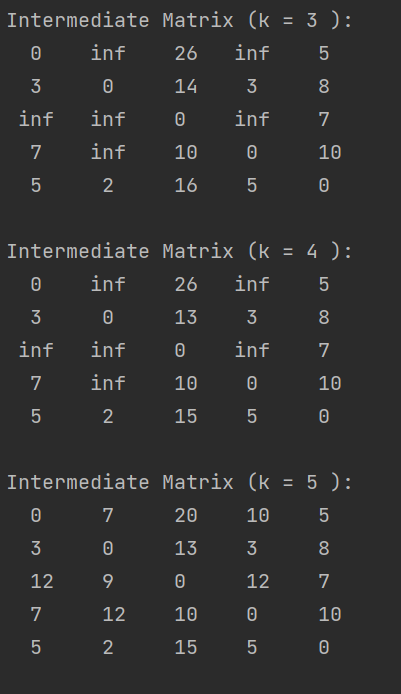 Intermediate Matrix (k = 3 ):
0 inf 26 inf 5
3 0 14 3 8
inf inf 0 inf 7
7 inf 10 0 10
5 2 16 5 0
Intermediate Matrix (k = 4 ):
0 inf 26 inf 5
3 0 13 3 8
inf inf 0 inf 7
7 inf 10 0 10
5 2 15 5 0
Intermediate Matrix (k = 5 ):
0 7 20 10 5
3 0 13 3 8
12 9 0 12 7
7 12 10 0 10
5 2 15 5 0